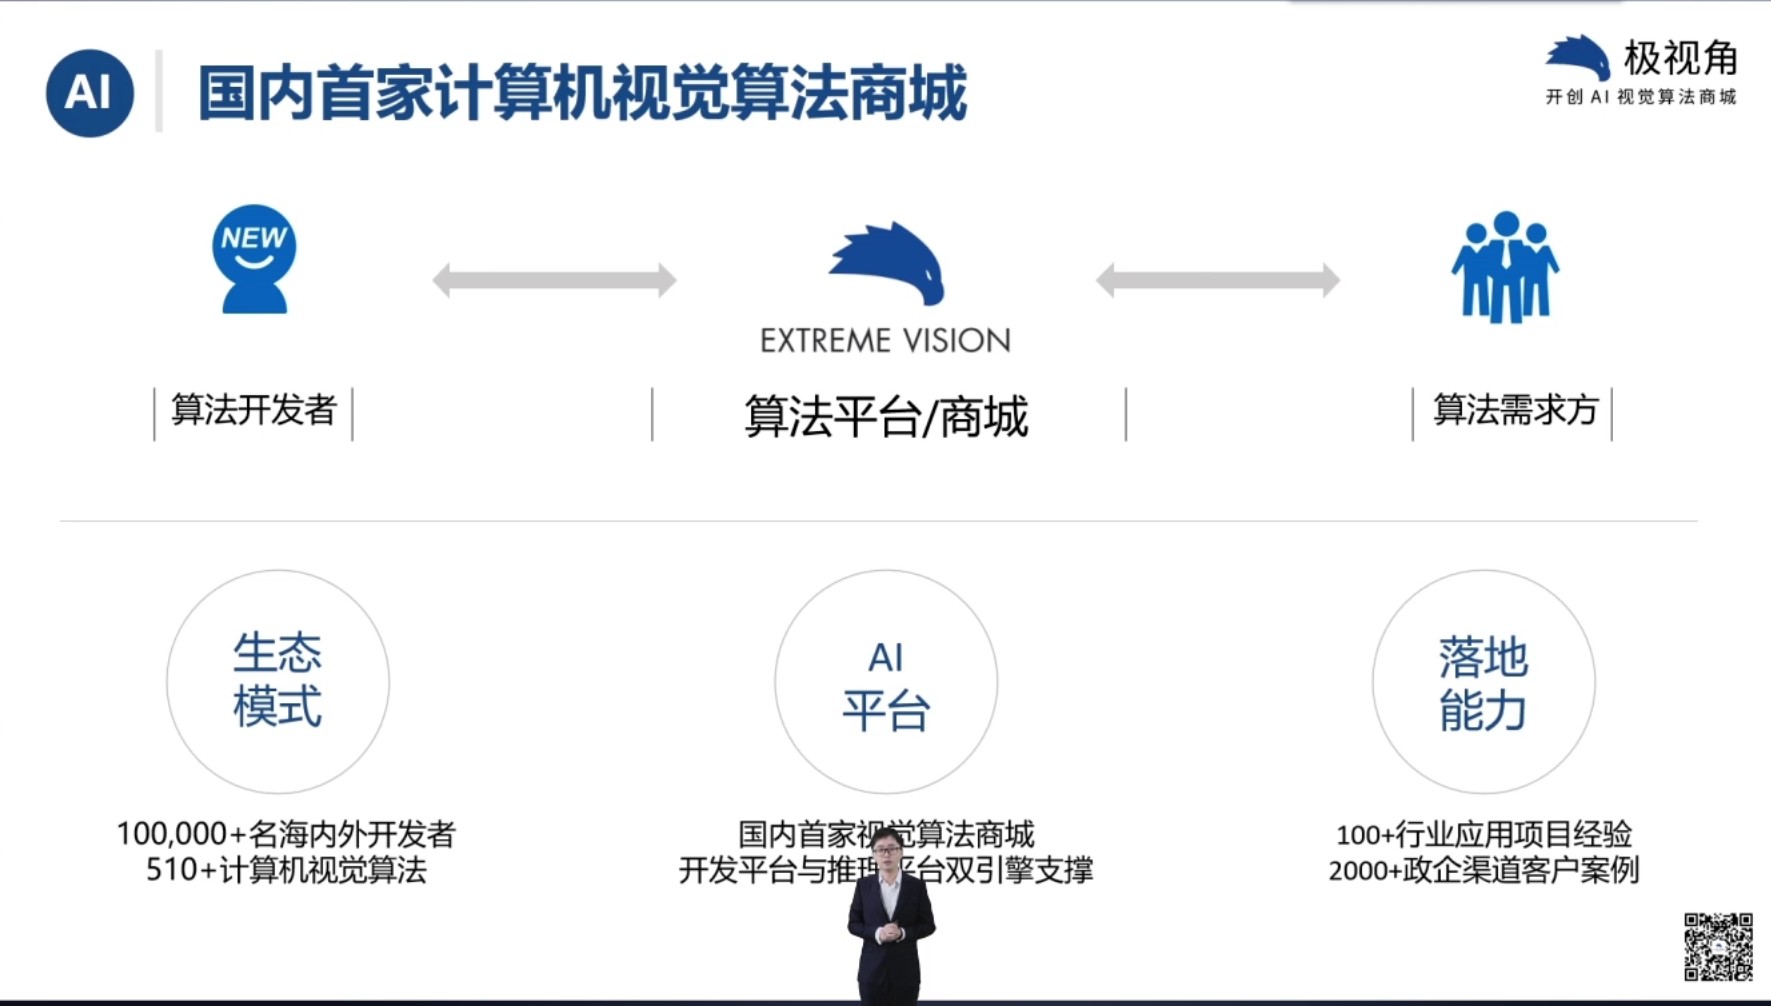 AI
国内首家计算机视觉算法商城
极视角
开创 AI 视觉算法商城
NEW
EXTREME VISION
算法开发者
算法平台/商城
算法需求方
生态
模式
AI
平台
落地
能力
100,000+名海内外开发者
510+计算机视觉算法
国内首家视觉算法商城
开发平台与推理平台双引擎支撑
100+行业应用项目经验
2000+政企渠道客户案例